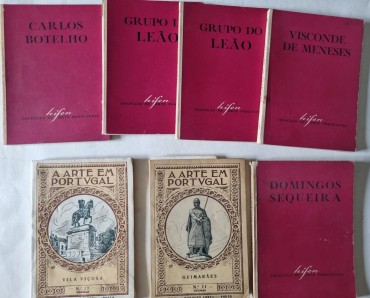 CARLOS
BOTELHO
hifen
GRUPO D
LEÃO
hifen
GRUPO DO
LEÃO
hifen
VISCONDE
DE MENESES
hifen
A ARTE EM
PORTVGAL
VILA VIÇOSA
A ARTE EM
PORTVGAL
GUIMARÃES
DOMINGOS
SEQUEIRA
hifen